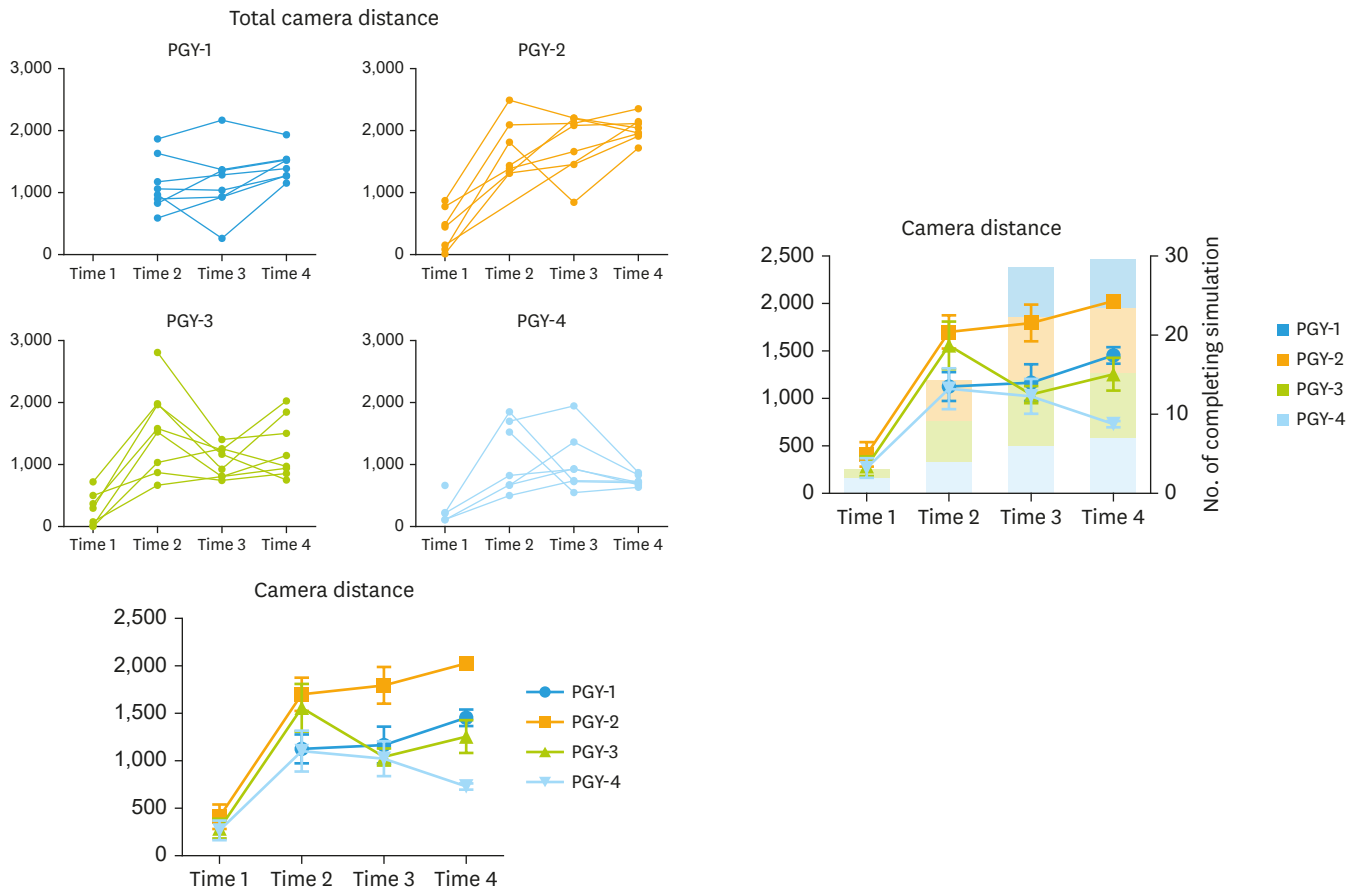 Total camera distance
PGY-1
3,000
2,000
1,000
0
Time 1 Time 2 Time 3 Time 4
PGY-2
3,000
2,000
1,000
0
Time 1 Time 2 Time 3 Time 4
PGY-3
3,000
2,000
1,000
0
Time 1 Time 2 Time 3 Time 4
PGY-4
3,000
2,000
1,000
0
Time 1 Time 2 Time 3 Time 4
Camera distance
2,500
2,000
1,500
1,000
500
0
Time 1 Time 2 Time 3 Time 4
30
20
10
0
No. of completing simulation
PGY-1
PGY-2
PGY-3
PGY-4
Camera distance
2,500
2,000
1,500
1,000
500
0
Time 1 Time 2 Time 3 Time 4
PGY-1
PGY-2
PGY-3
PGY-4